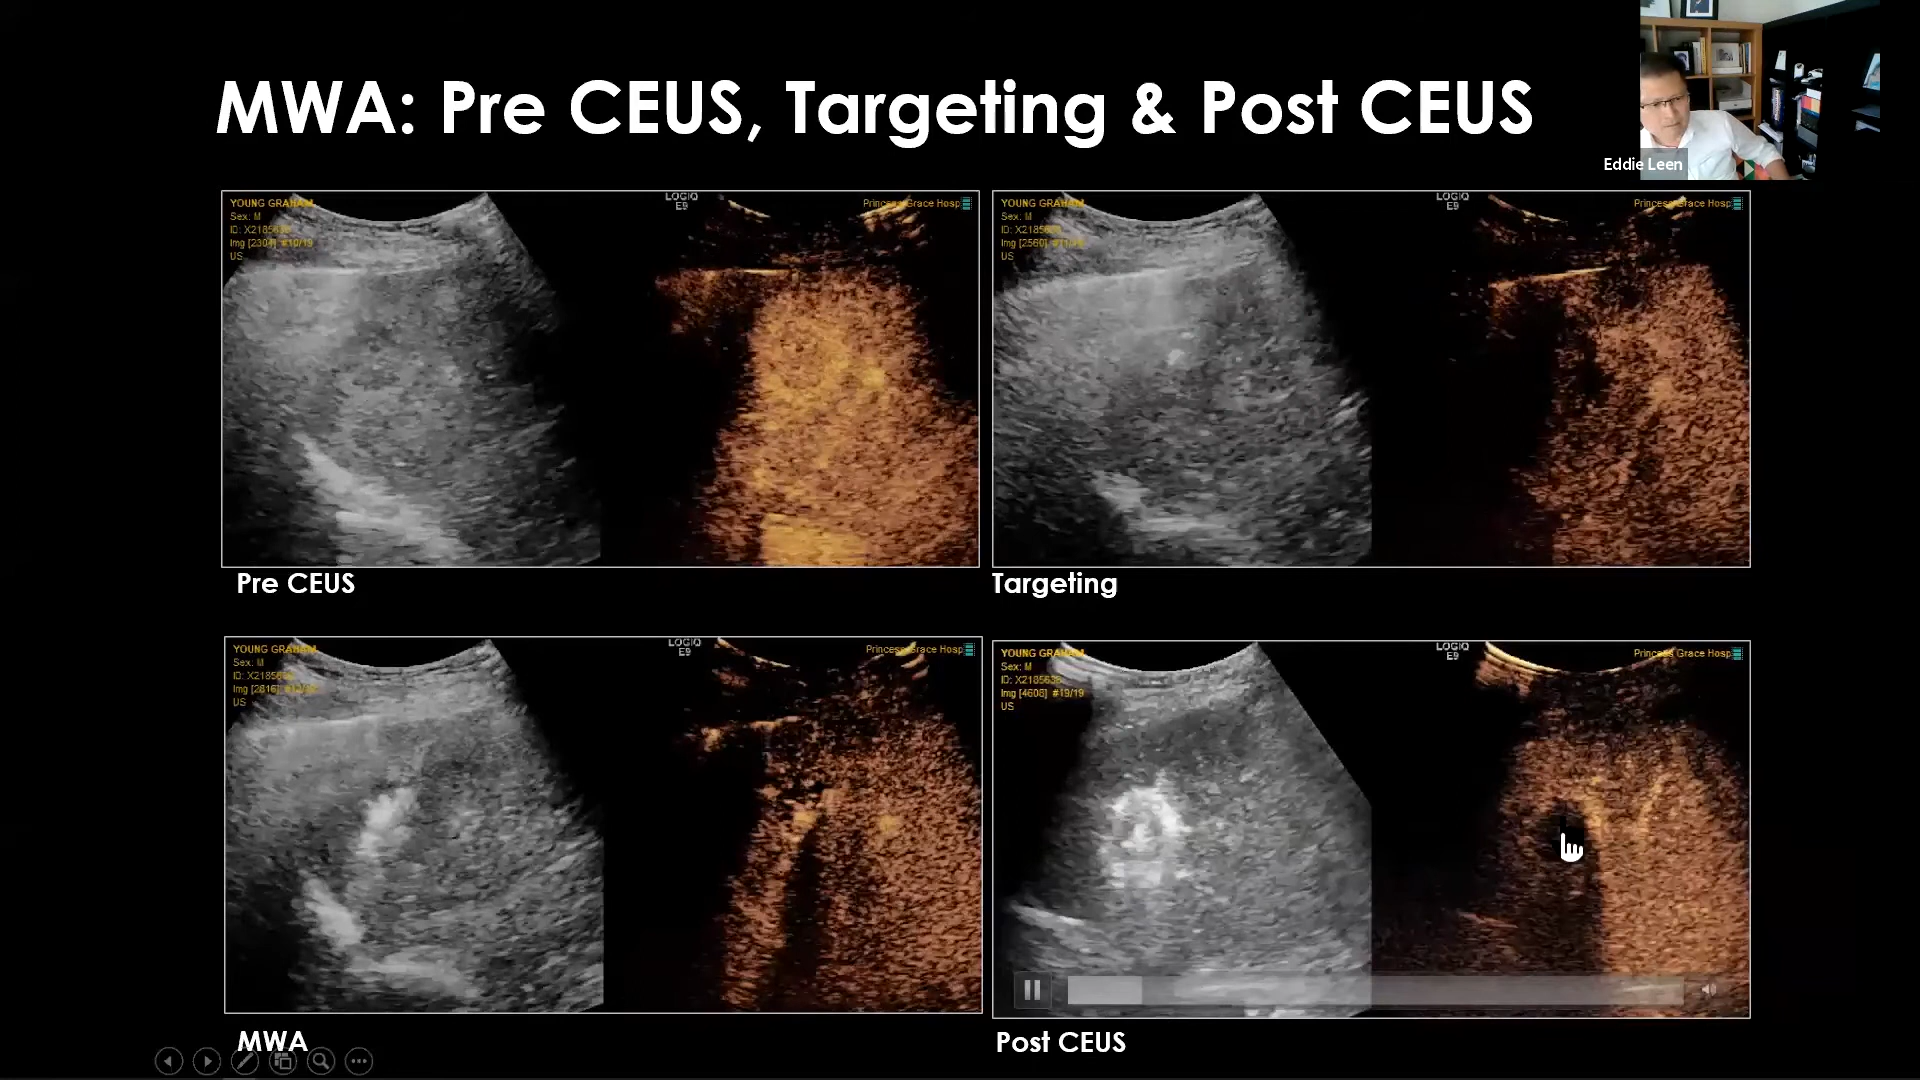 MWA: Pre CEUS, Targeting & Post CEUS
Eddie Leen
YOUNG GRAHAM
Sex: M
US
LOGIQ
E9
Princess Grace Hosp
Pre CEUS
YOUNG GRAHAM
Sex: M
US
LOGIQ
E9
Princess Grace Hosp
Targeting
YOUNG GRAHAM
Sex: M
US
LOGIQ
E9
Princess Grace Hosp
MWA
YOUNG GRAHAM
Sex: M
ID: X2185636
Img [4608] #19/19
US
LOGIQ
E9
Princess Grace Hosp
Post CEUS